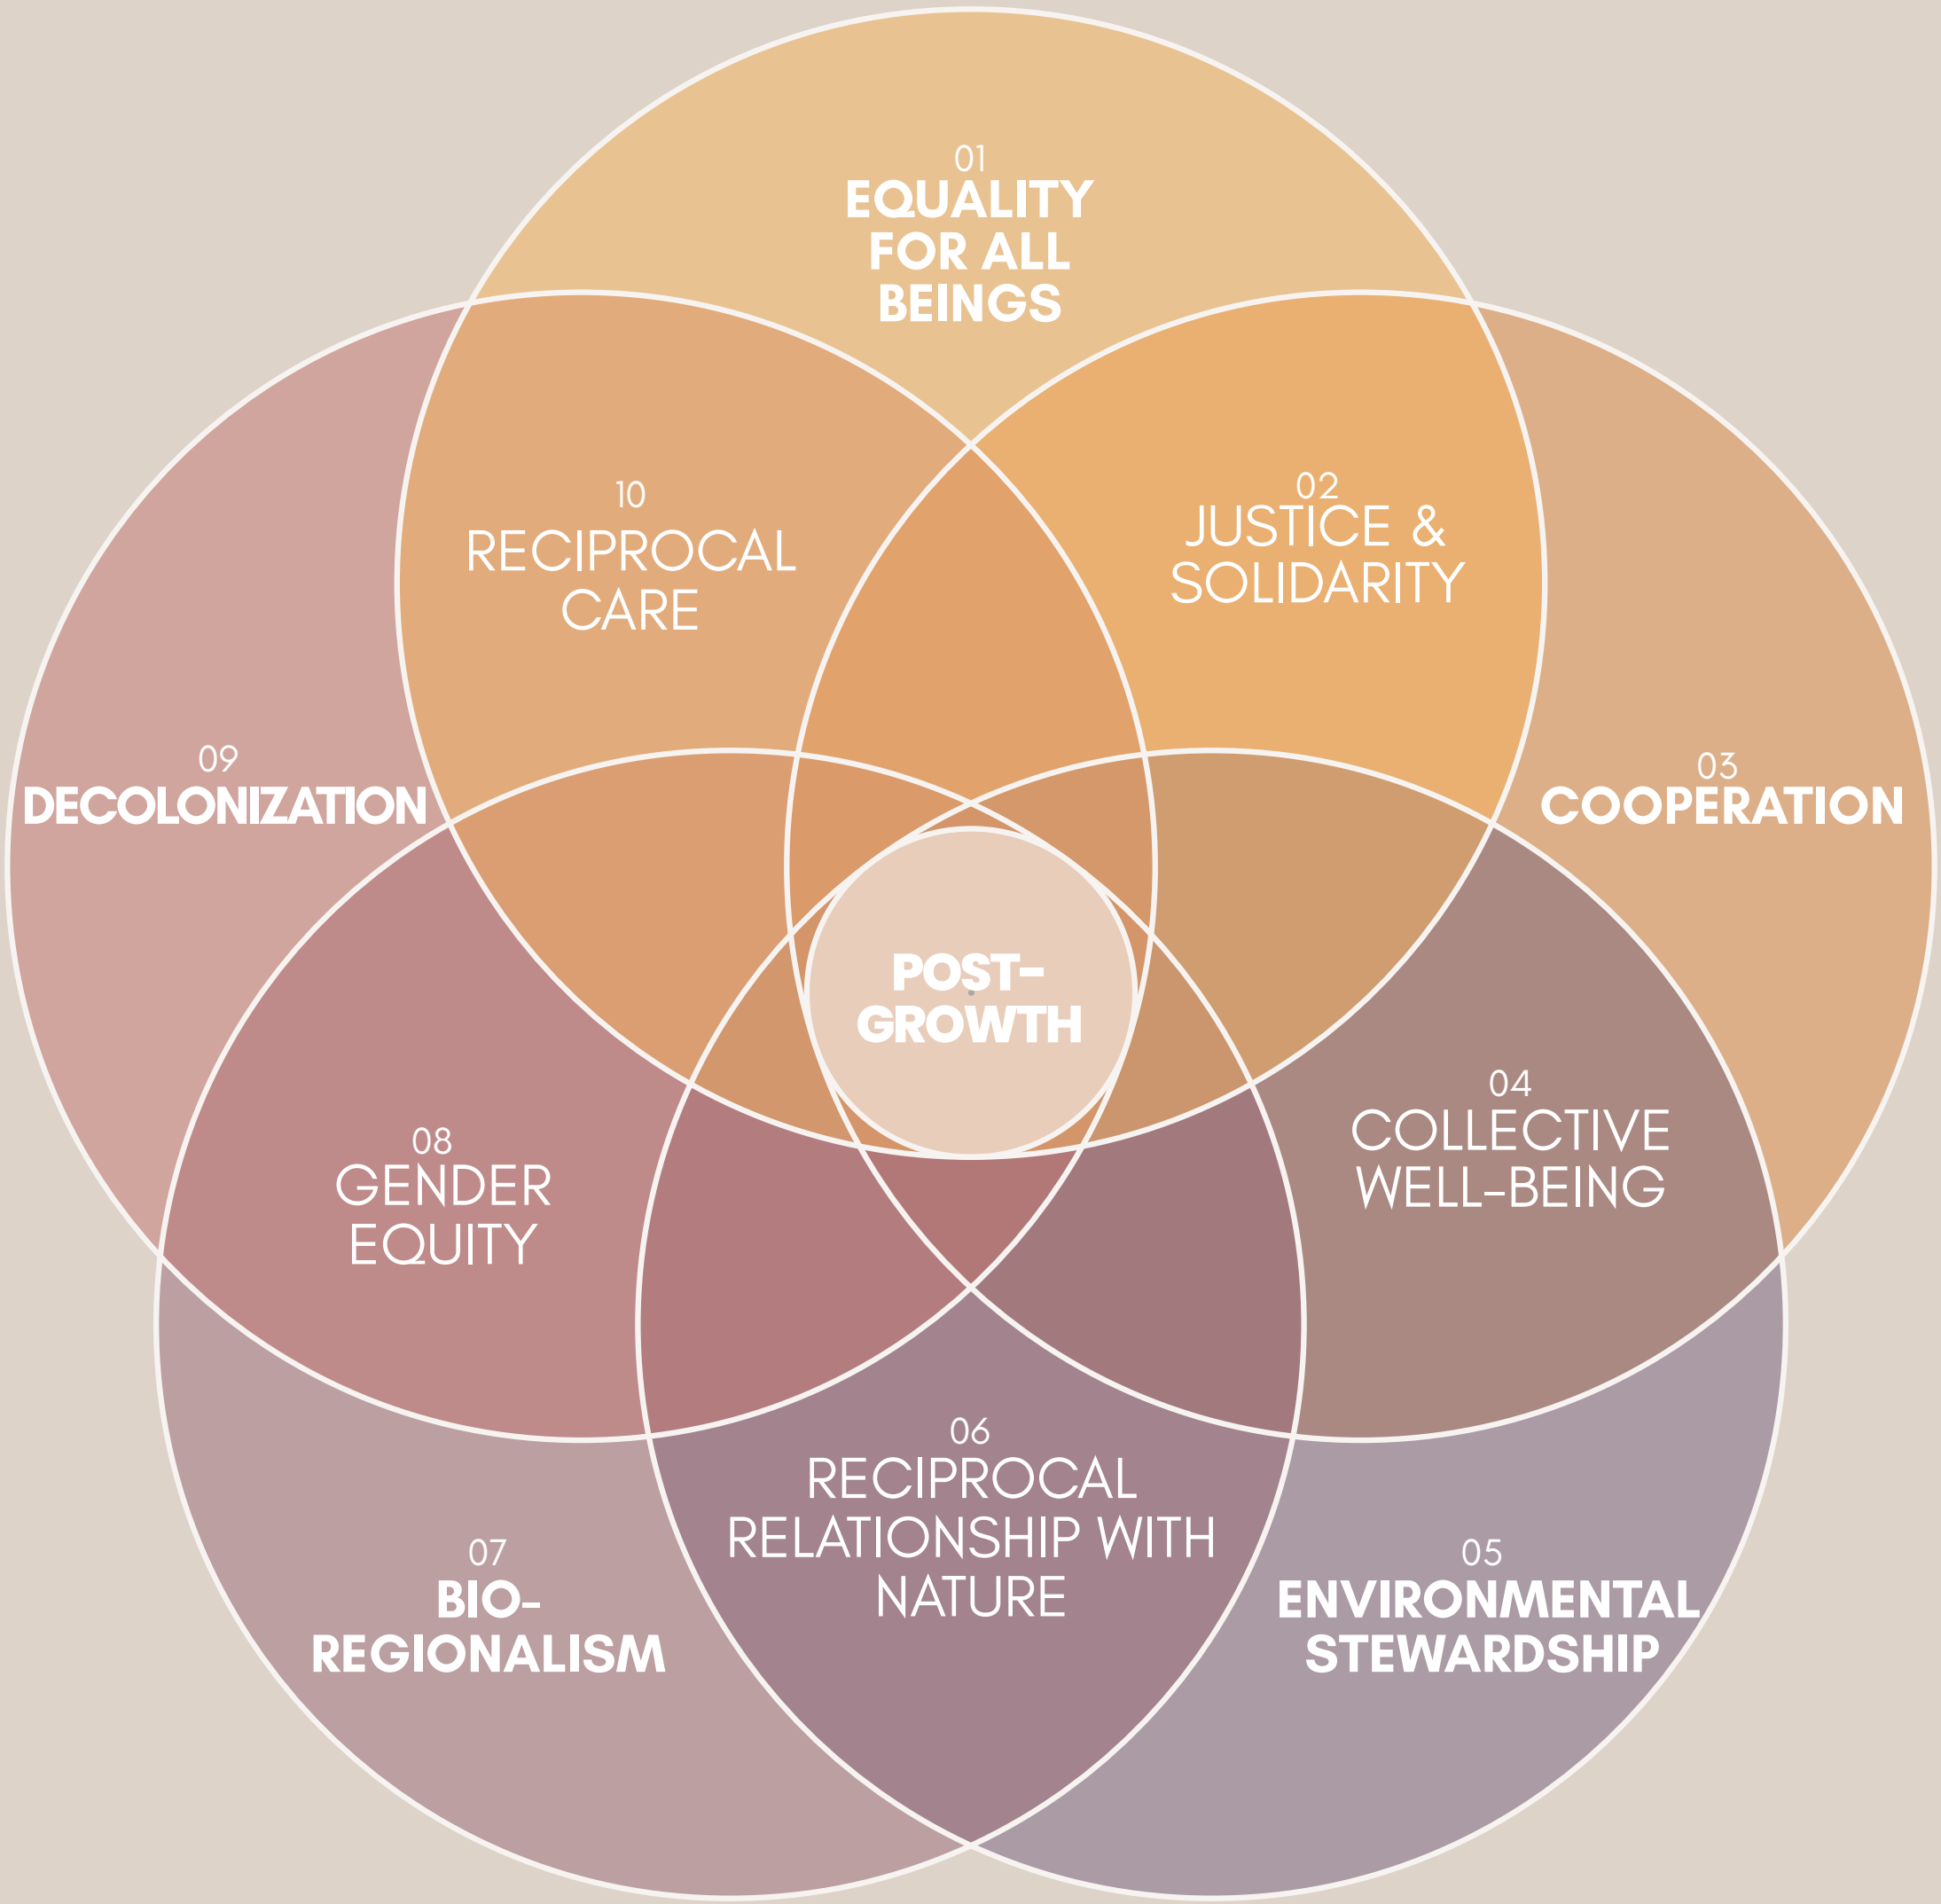 01
EQUALITY
FOR ALL
BEINGS
10
RECIPROCAL
CARE
02
JUSTICE &
SOLIDARITY
09
DECOLONIZATION
03
COOPERATION
POST-
GROWTH
04
COLLECTIVE
WELL-BEING
08
GENDER
EQUITY
06
RECIPROCAL
RELATIONSHIP WITH
NATURE
07
BIO-
REGIONALISM
05
ENVIRONMENTAL
STEWARDSHIP